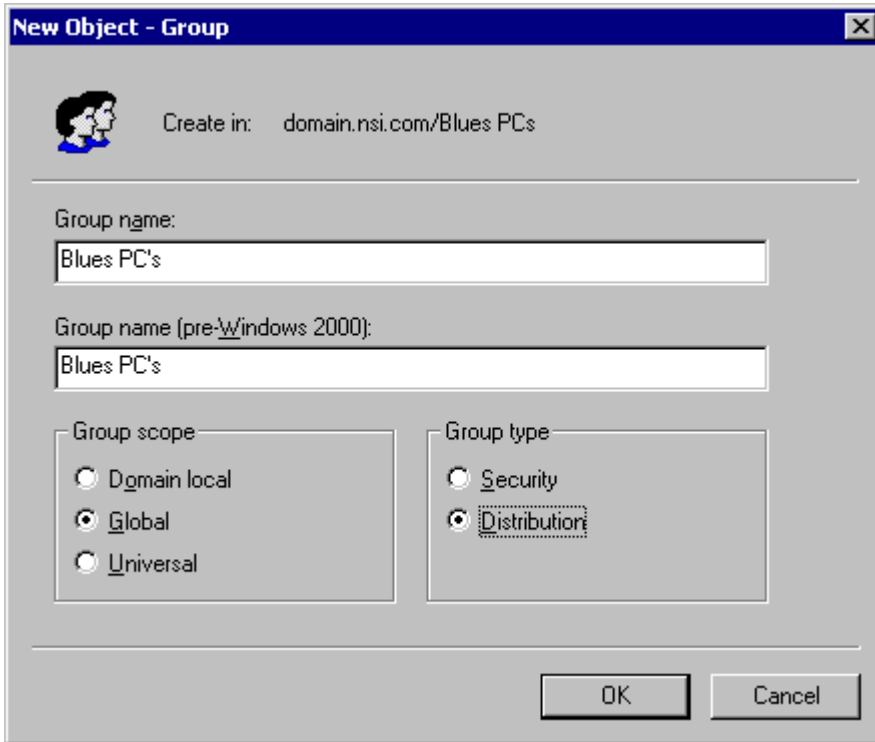 New Object - Group
Create in: domain.nsi.com/Blues PCs
Group name:
Blues PC's
Group name (pre-Windows 2000):
Blues PC's
Group scope
Domain local
Global
Universal
Group type
Security
Distribution
OK Cancel